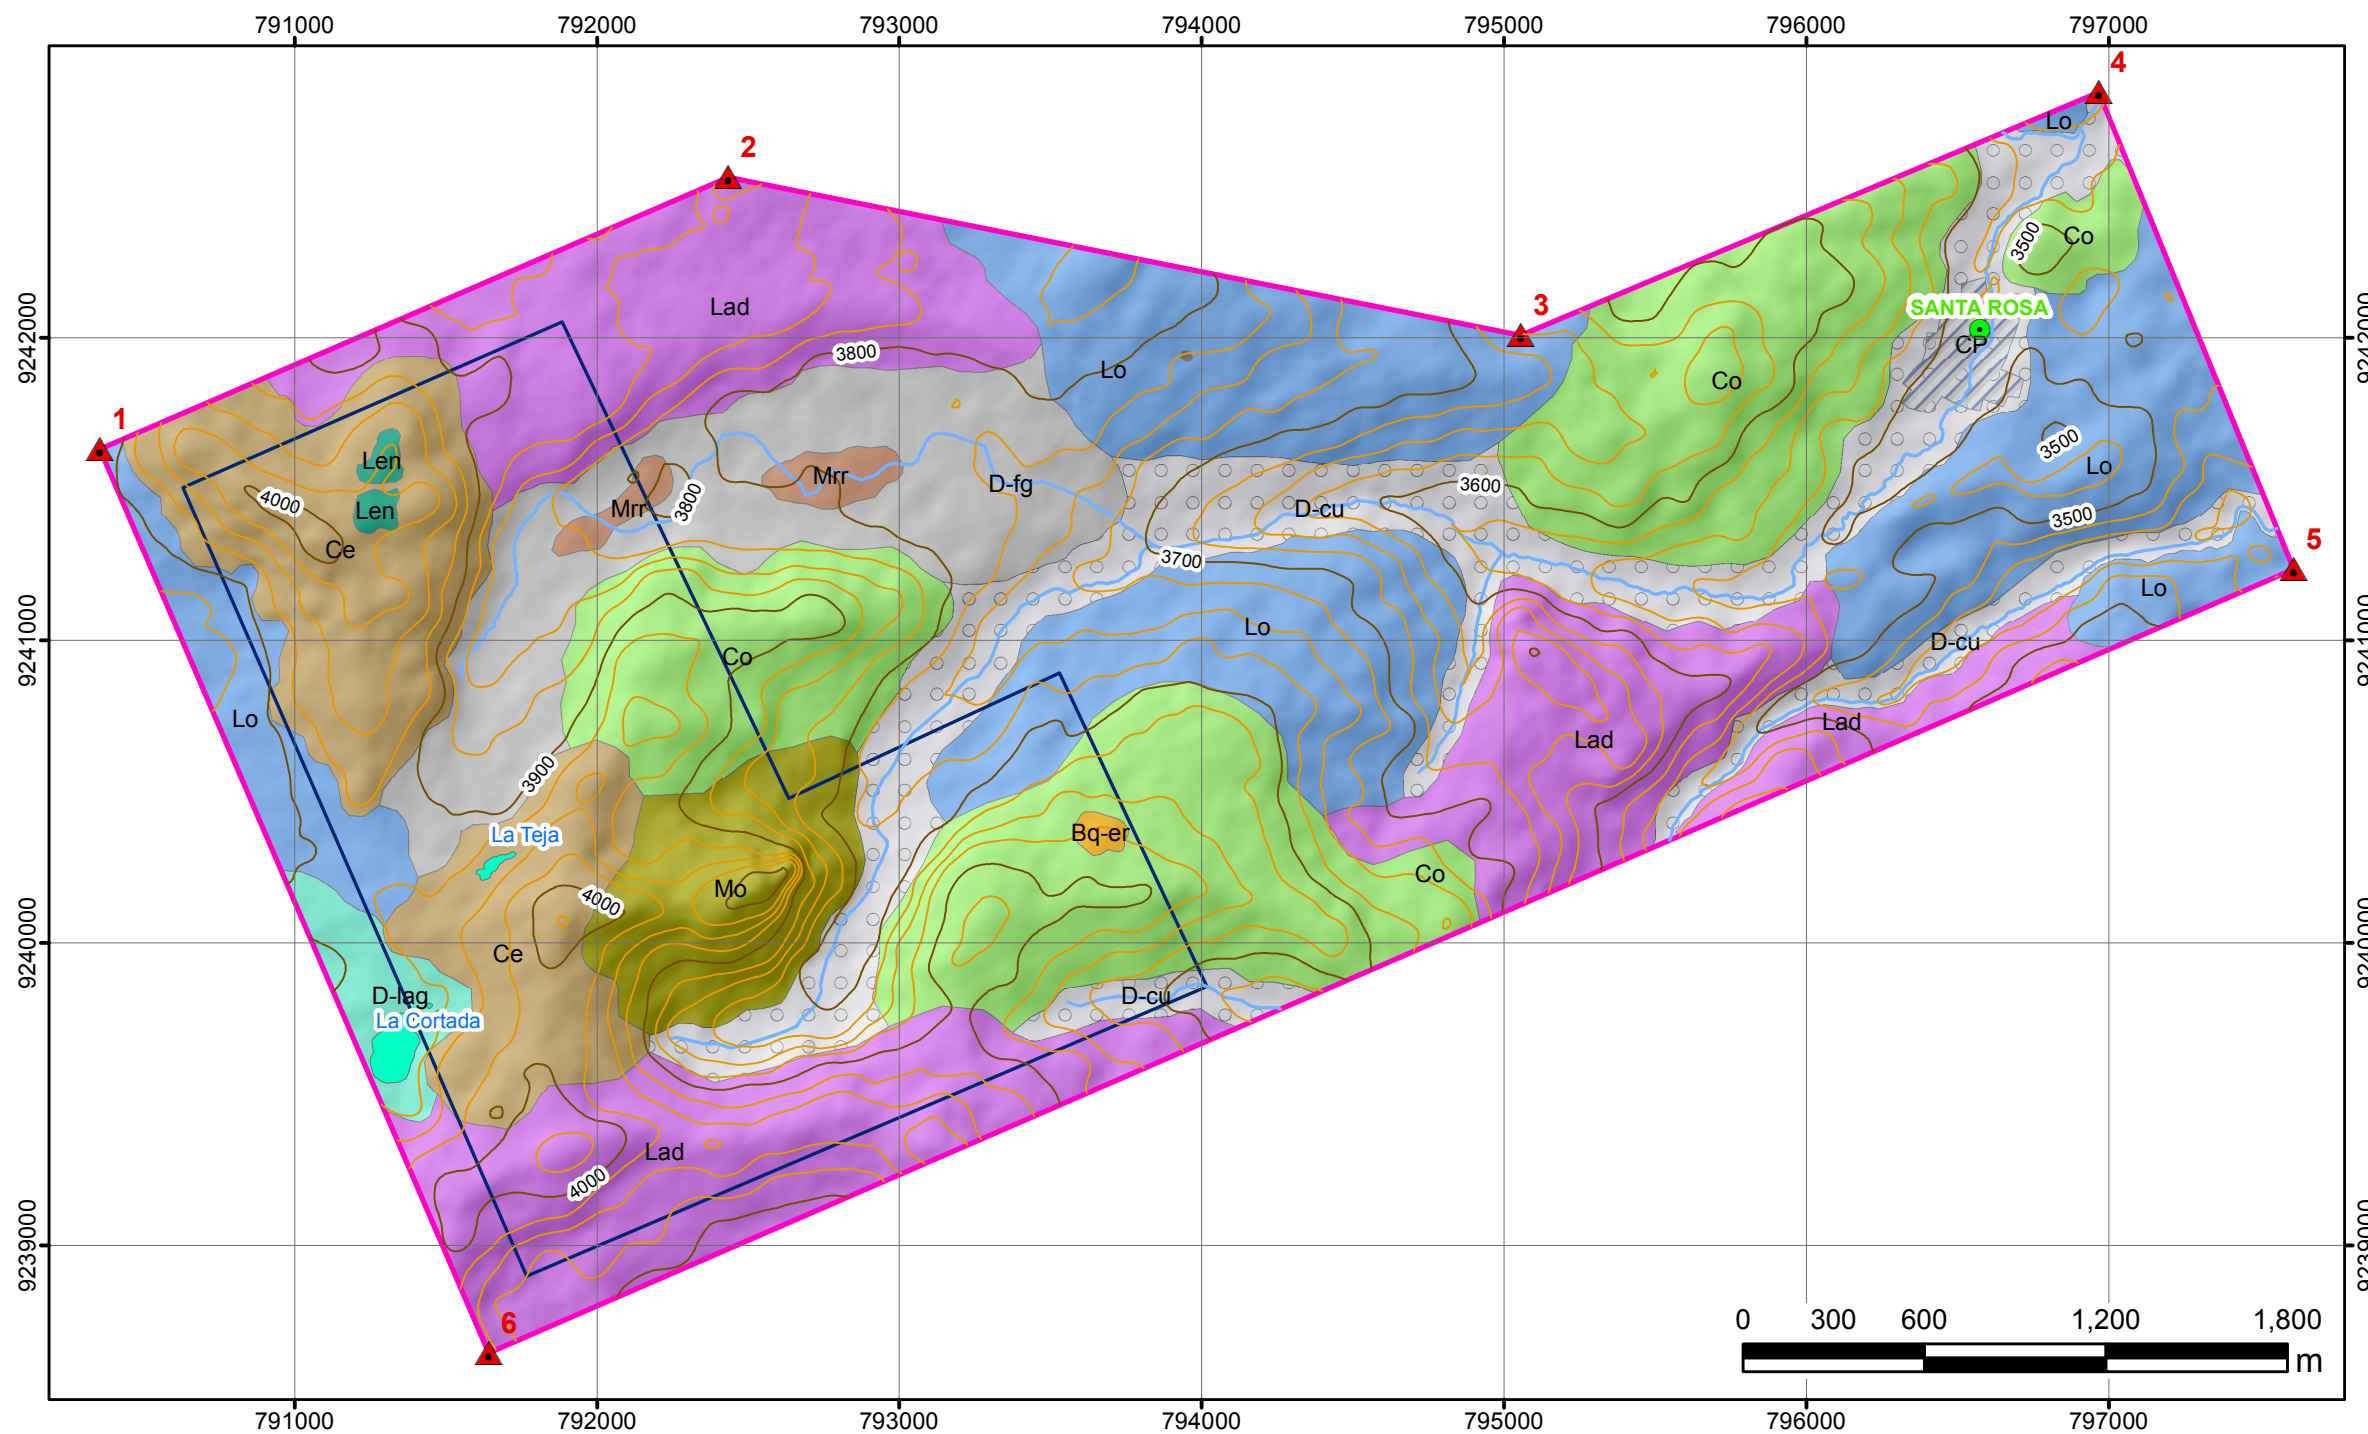 791000 792000 793000 794000 795000 796000 797000
4
Lo
2
3500
Co
Lad
3
SANTA ROSA
9242000
9242000
CP
3800
Lo
Co
1
3500
Len
Mrr
Lo
D-fg
3600
4000
Len
Mrr
3800
D-cu
3500
Ce
3700
5
Lo
9241000
Lo
D-cu
9241000
Co
Lo
Lad
Lad
3900
La Teja
Bq-er
Mo
Co
4000
9240000
Ce
9240000
D-lag
D-cu
La Cortada
Lad
4000
9239000
9239000
6
0 300 600 1,200 1,800
m
791000 792000 793000 794000 795000 796000 797000